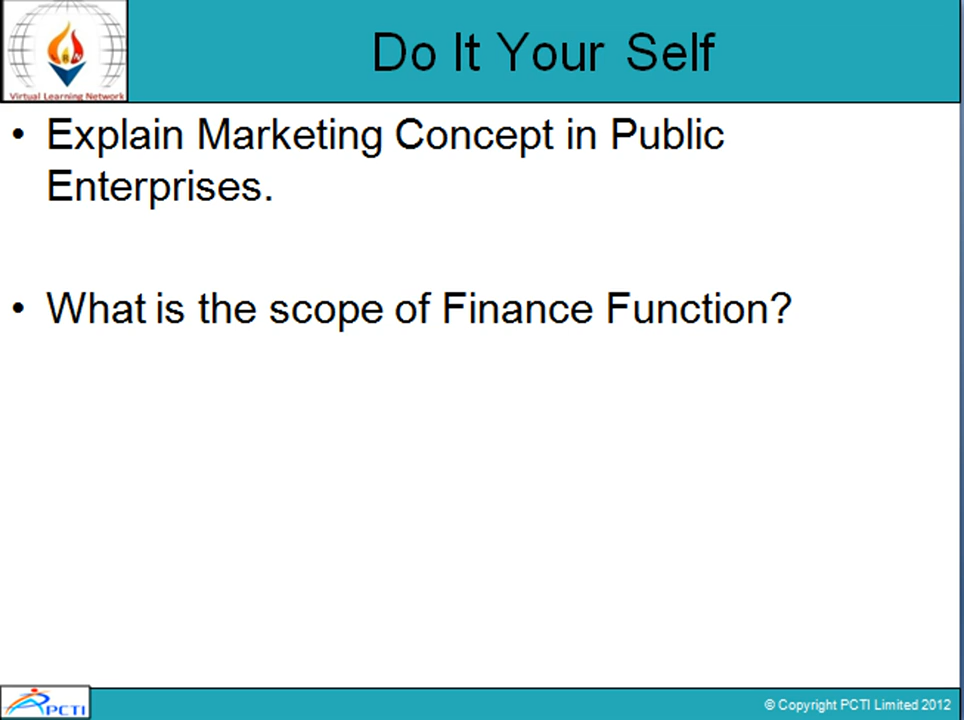 Virtual Learning Network
Do It Your Self
• Explain Marketing Concept in Public
Enterprises.
• What is the scope of Finance Function?
PCTI
© Copyright PCTI Limited 2012